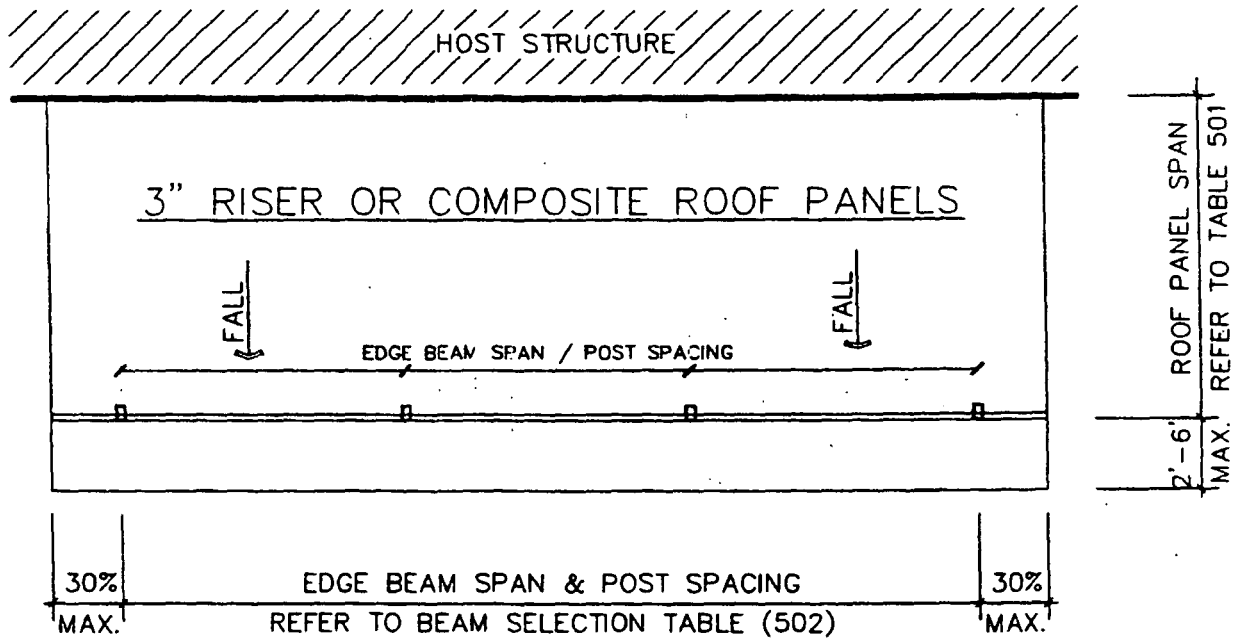 HOST STRUCTURE
3" RISER OR COMPOSITE ROOF PANELS
FALL
FALL
EDGE BEAM SPAN / POST SPACING
ROOF PANEL SPAN
REFER TO TABLE 501
2'-6"
MAX.
30%
MAX.
EDGE BEAM SPAN & POST SPACING
REFER TO BEAM SELECTION TABLE (502)
30%
MAX.